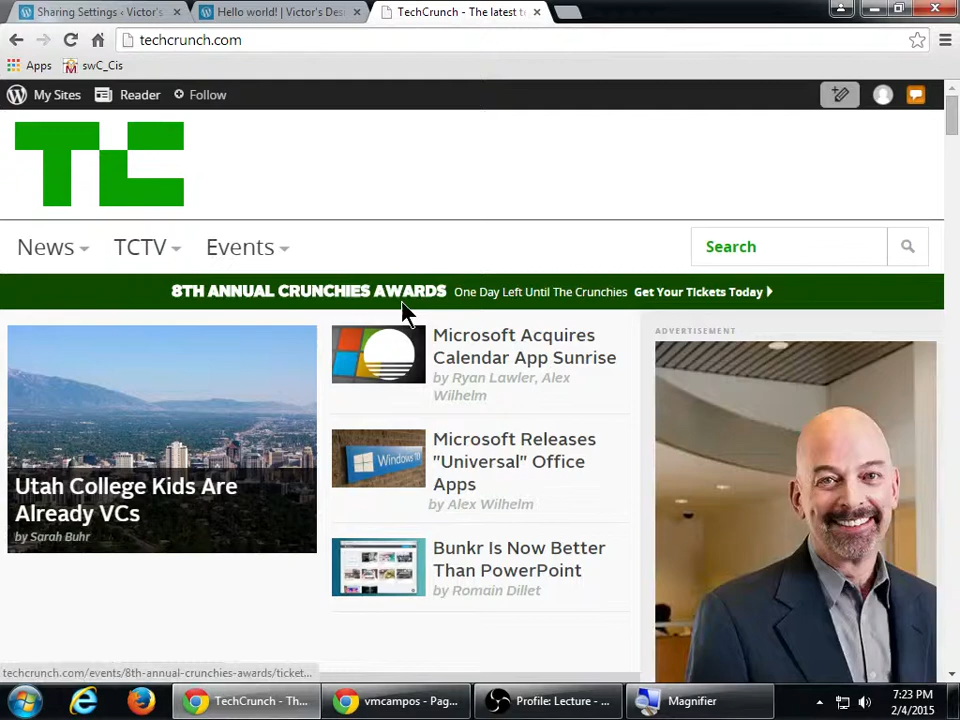 Sharing Settings ‹ Victor's
Hello world! | Victor's Des
TechCrunch - The latest t
techcrunch.com
Apps
swC_Cis
My Sites
Reader
Follow
TC
News
TCTV
Events
Search
8TH ANNUAL CRUNCHIES AWARDS One Day Left Until The Crunchies Get Your Tickets Today
Utah College Kids Are
Already VCs
by Sarah Buhr
Microsoft Acquires
Calendar App Sunrise
by Ryan Lawler, Alex
Wilhelm
Windows 10
Microsoft Releases
"Universal" Office
Apps
by Alex Wilhelm
Bunkr Is Now Better
Than PowerPoint
by Romain Dillet
ADVERTISEMENT
techcrunch.com/events/8th-annual-crunchies-awards/ticket...
TechCrunch - Th...
vmcampos - Pag...
Profile: Lecture - ...
Magnifier
7:23 PM
2/4/2015